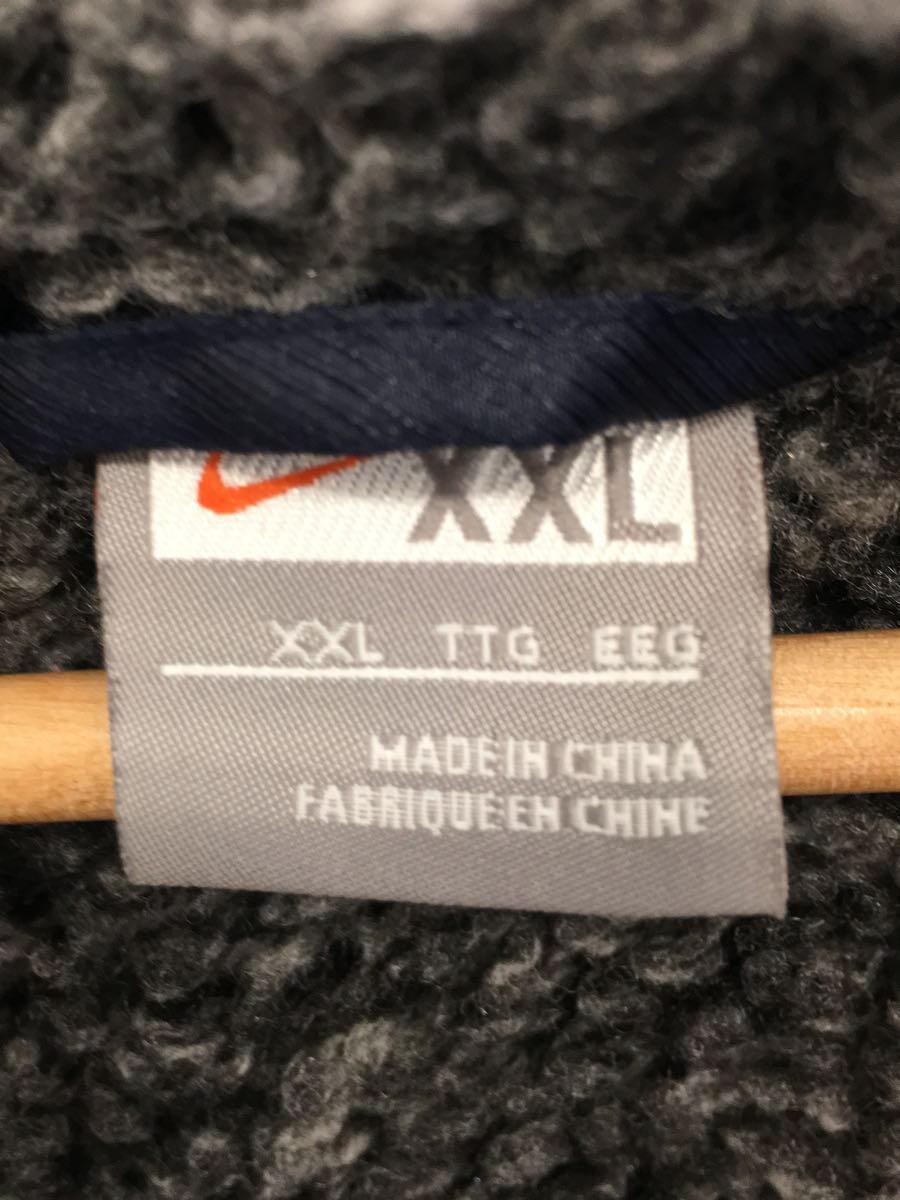 XXL
XXL TTG EEG
MADE IN CHINA
FABRIQUE EN CHINE